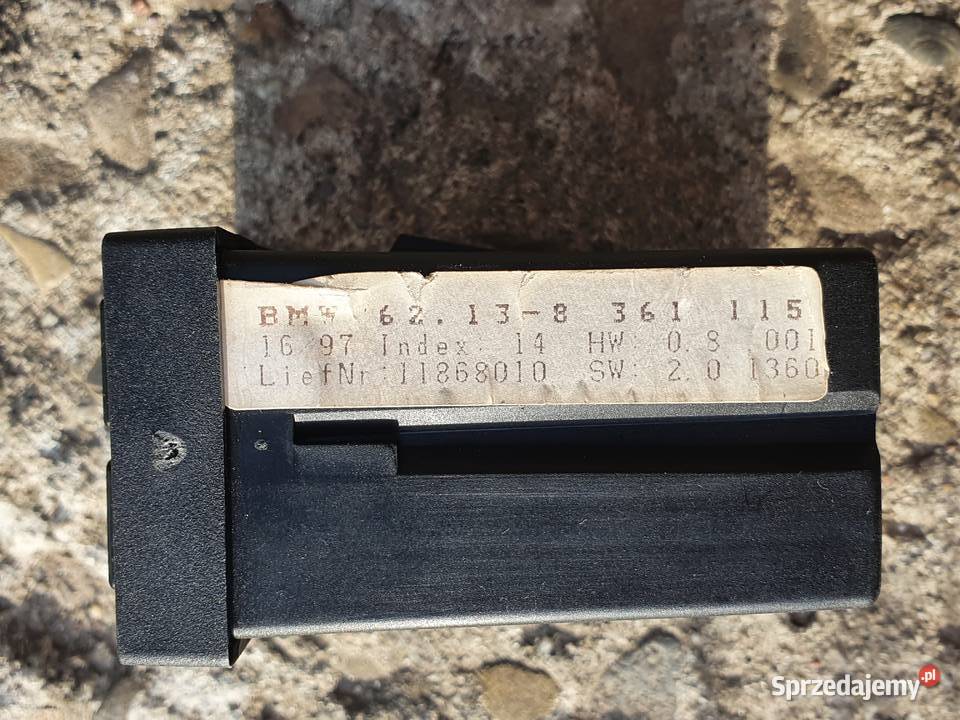 BMW 62.13-8 361 115
16/97 Index: 14 HW: 0.8 001
LiefNr:11868010 SW: 2.0 1360
Sprzedajemy.pl